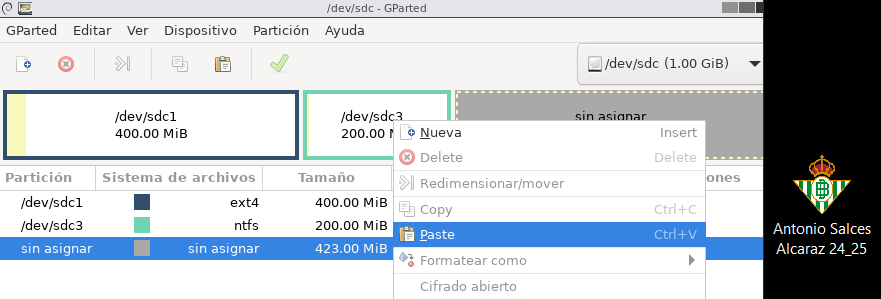 /dev/sdc - GParted
GParted Editar Ver Dispositivo Partición Ayuda
/dev/sdc (1.00 GiB)
/dev/sdc1
400.00 MiB
/dev/sdc3
200.00 M
sin asignar
Nueva Insert
Delete Delete
Redimensionar/mover
Copy Ctrl+C
Paste Ctrl+V
Formatear como
Cifrado abierto
Partición Sistema de archivos Tamaño ones
/dev/sdc1 ext4 400.00 MiB
/dev/sdc3 ntfs 200.00 MiB
sin asignar sin asignar 423.00 MiB
Antonio Salces
Alcaraz 24_25